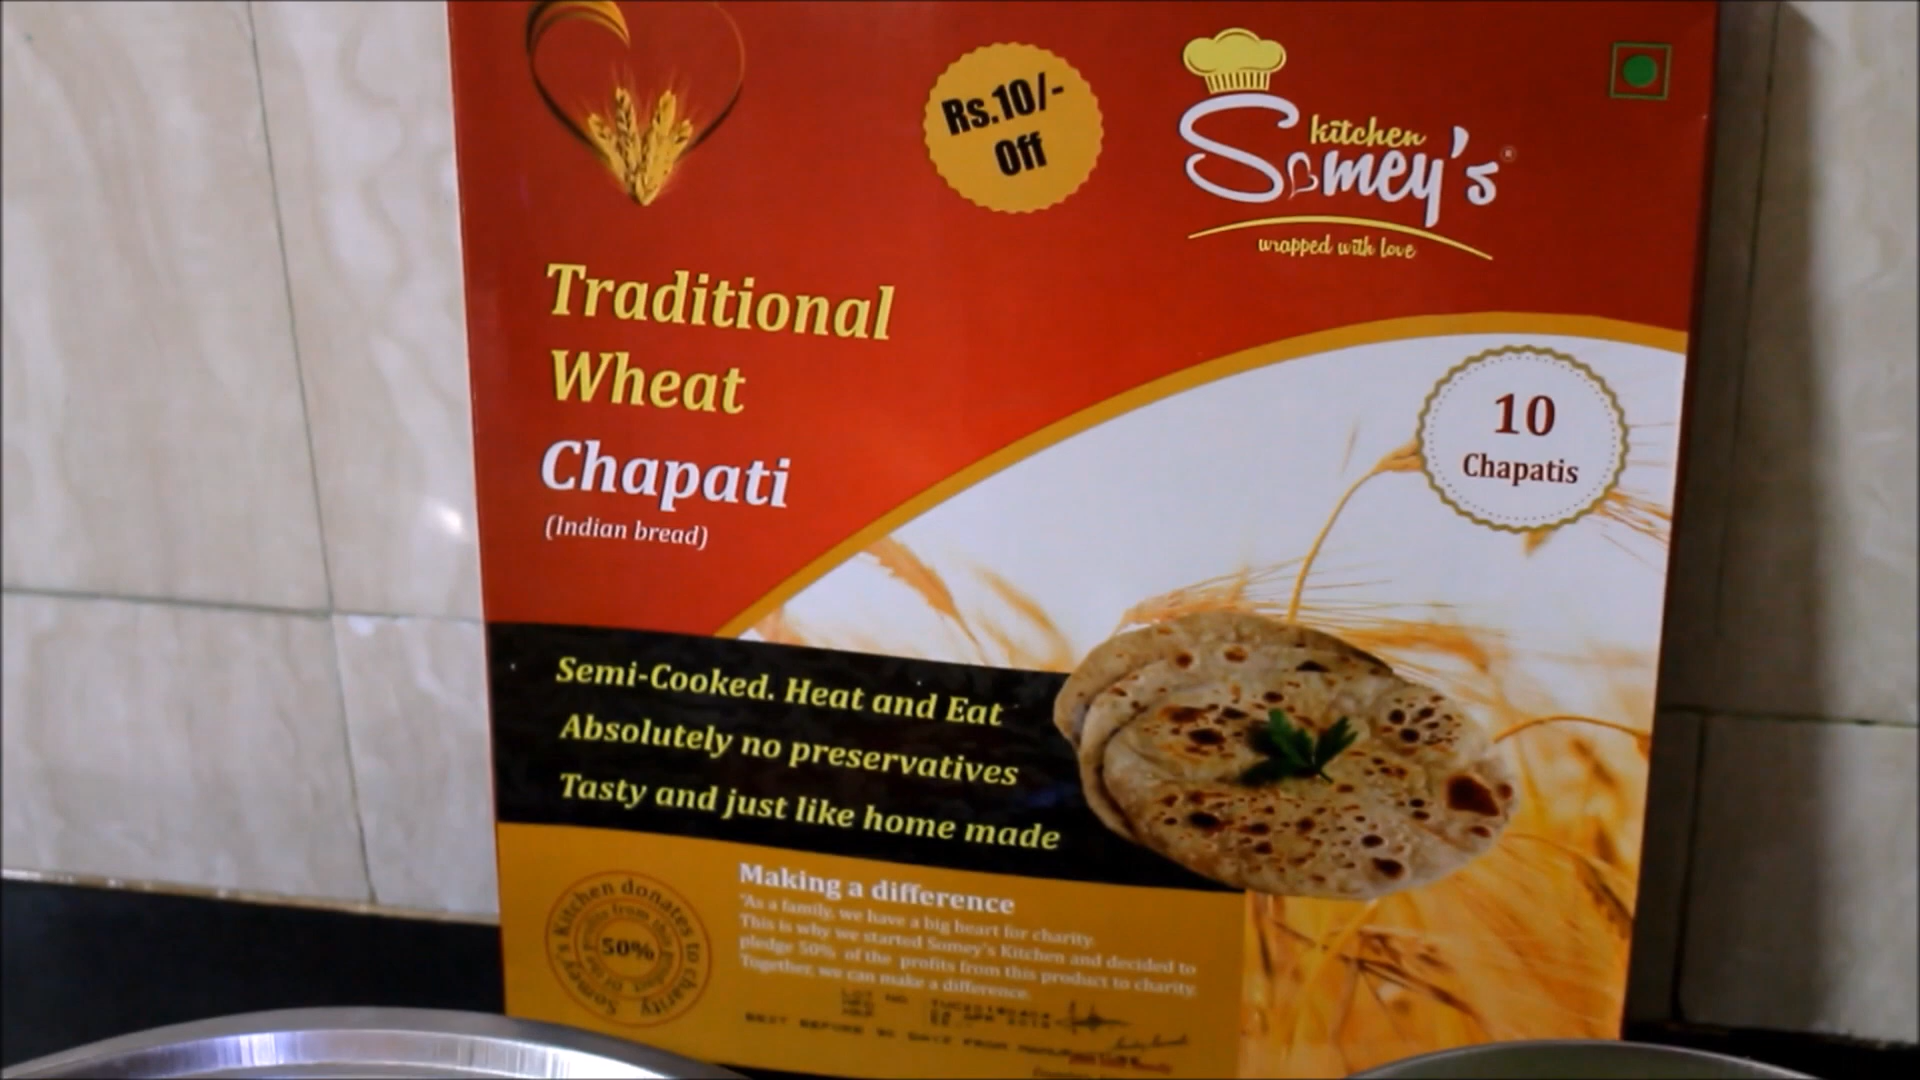 Rs.10/-
Off
kitchen
Somey's®
wrapped with love
Traditional
Wheat
Chapati
(Indian bread)
10
Chapatis
Semi-Cooked. Heat and Eat
Absolutely no preservatives
Tasty and just like home made
Somey's Kitchen donates to charity
50%
Making a difference
"As a family, we have a big heart for charity.
This is why we started Somey's Kitchen and decided to
pledge 50% of the profits from this product to charity.
Together, we can make a difference.
LOT NO